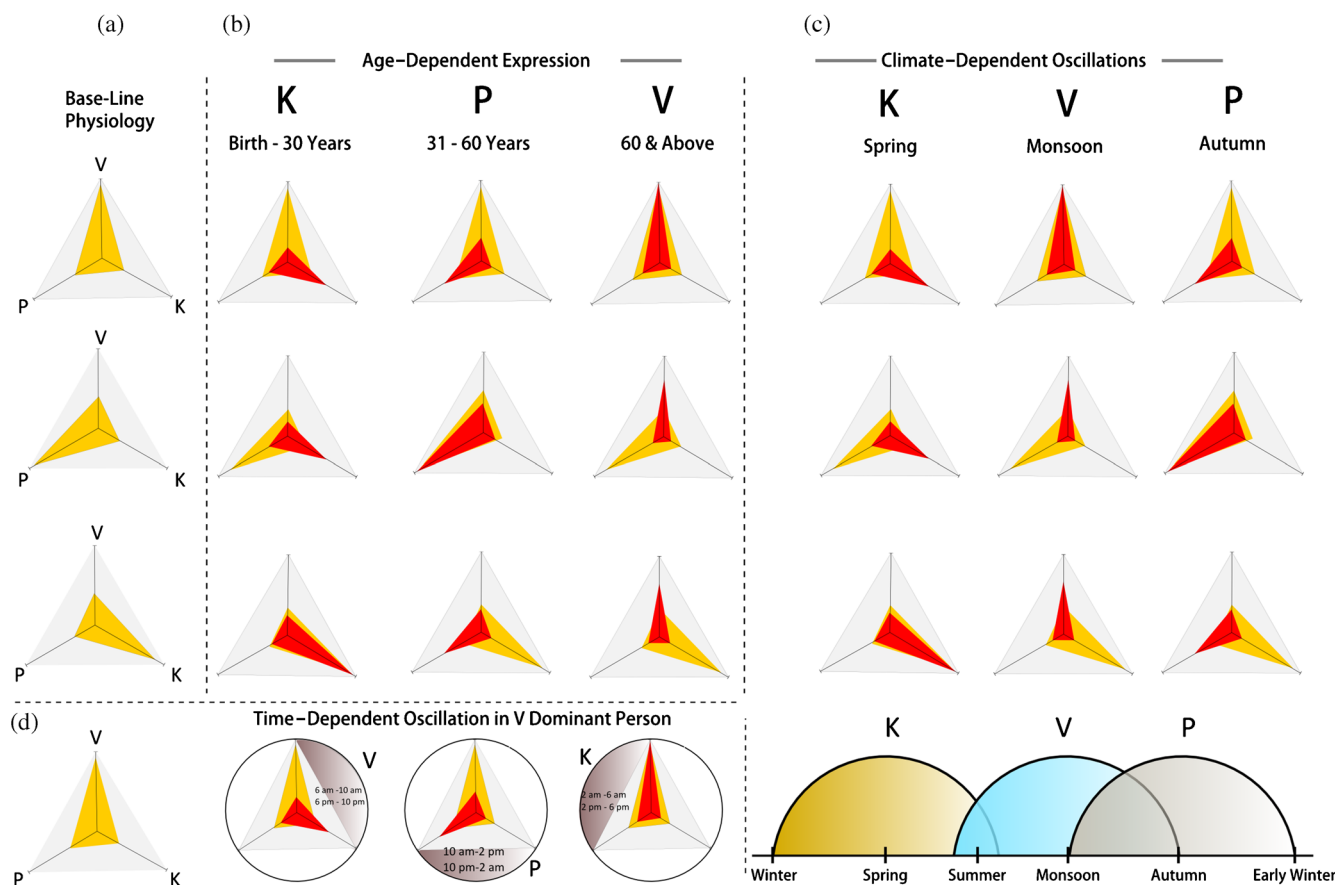 (a)
(b)
(c)
Age–Dependent Expression
Climate–Dependent Oscillations
Base-Line
Physiology
K
P
V
K
V
P
Birth - 30 Years
31 - 60 Years
60 & Above
Spring
Monsoon
Autumn
V
P
K
V
P
K
V
P
K
(d)
Time–Dependent Oscillation in V Dominant Person
V
P
K
V
6 am -10 am
6 pm - 10 pm
10 am-2 pm
10 pm-2 am
P
K
2 am -6 am
2 pm - 6 pm
K
V
P
Winter
Spring
Summer
Monsoon
Autumn
Early Winter